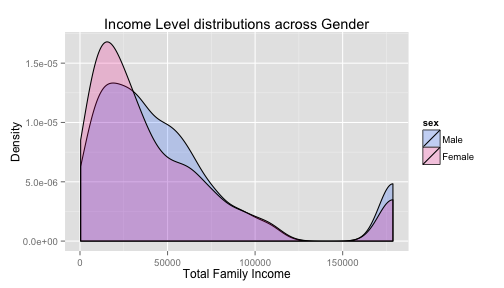 Income Level distributions across Gender
Density
1.5e-05
1.0e-05
5.0e-06
0.0e+00
0
50000
100000
150000
Total Family Income
sex
Male
Female